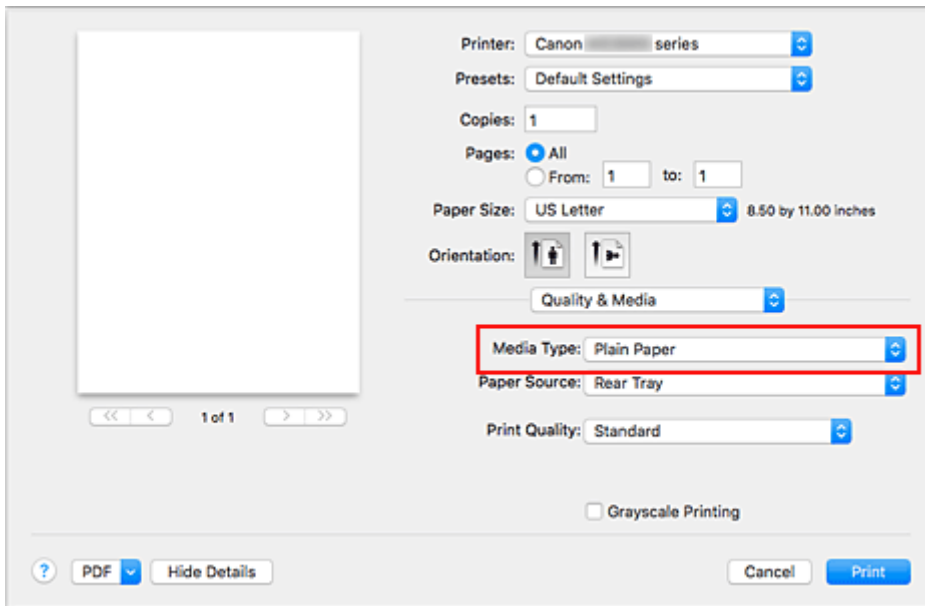 Printer: Canon series
Presets: Default Settings
Copies: 1
Pages: All
From: 1 to: 1
Paper Size: US Letter 8.50 by 11.00 inches
Orientation:
Quality & Media
Media Type: Plain Paper
Paper Source: Rear Tray
1 of 1
Print Quality: Standard
Grayscale Printing
? PDF Hide Details Cancel Print